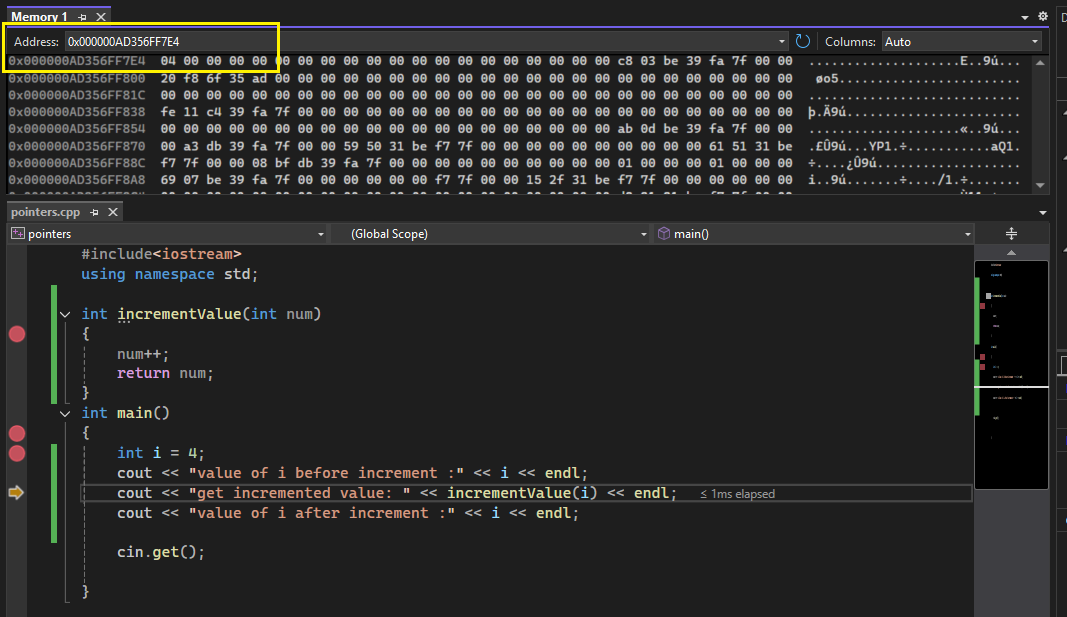 Memory 1
Address: 0x000000AD356FF7E4
Columns: Auto
0x000000AD356FF7E4 04 00 00 00 00 00 00 00 00 00 00 00 00 00 00 00 00 00 00 00 c8 03 be 39 fa 7f 00 00 ....................È..9ú...
0x000000AD356FF800 20 f8 6f 35 ad 00 00 00 00 00 00 00 00 00 00 00 00 00 00 00 00 00 00 00 00 00 00 00 øo5.......................
0x000000AD356FF81C 00 00 00 00 00 00 00 00 00 00 00 00 00 00 00 00 00 00 00 00 00 00 00 00 00 00 00 00 ............................
0x000000AD356FF838 fe 11 c4 39 fa 7f 00 00 00 00 00 00 00 00 00 00 00 00 00 00 00 00 00 00 00 00 00 00 þ.Ä9ú.......................
0x000000AD356FF854 00 00 00 00 00 00 00 00 00 00 00 00 00 00 00 00 00 00 00 00 ab 0d be 39 fa 7f 00 00 ....................«..9ú...
0x000000AD356FF870 00 a3 db 39 fa 7f 00 00 59 50 31 be f7 7f 00 00 00 00 00 00 00 00 00 00 61 51 31 be .£Û9ú...YP1.÷...........aQ1.
0x000000AD356FF88C f7 7f 00 00 08 bf db 39 fa 7f 00 00 00 00 00 00 00 00 00 00 01 00 00 00 01 00 00 00 ÷....¿Û9ú...................
0x000000AD356FF8A8 69 07 be 39 fa 7f 00 00 00 00 00 00 f7 7f 00 00 15 2f 31 be f7 7f 00 00 00 00 00 00 i..9ú.......÷..../1.÷.......
pointers.cpp
pointers (Global Scope) main()
#include<iostream>
using namespace std;
int incrementValue(int num)
{
num++;
return num;
}
int main()
{
int i = 4;
cout << "value of i before increment :" << i << endl;
cout << "get incremented value: " << incrementValue(i) << endl; ≤ 1ms elapsed
cout << "value of i after increment :" << i << endl;
cin.get();
}